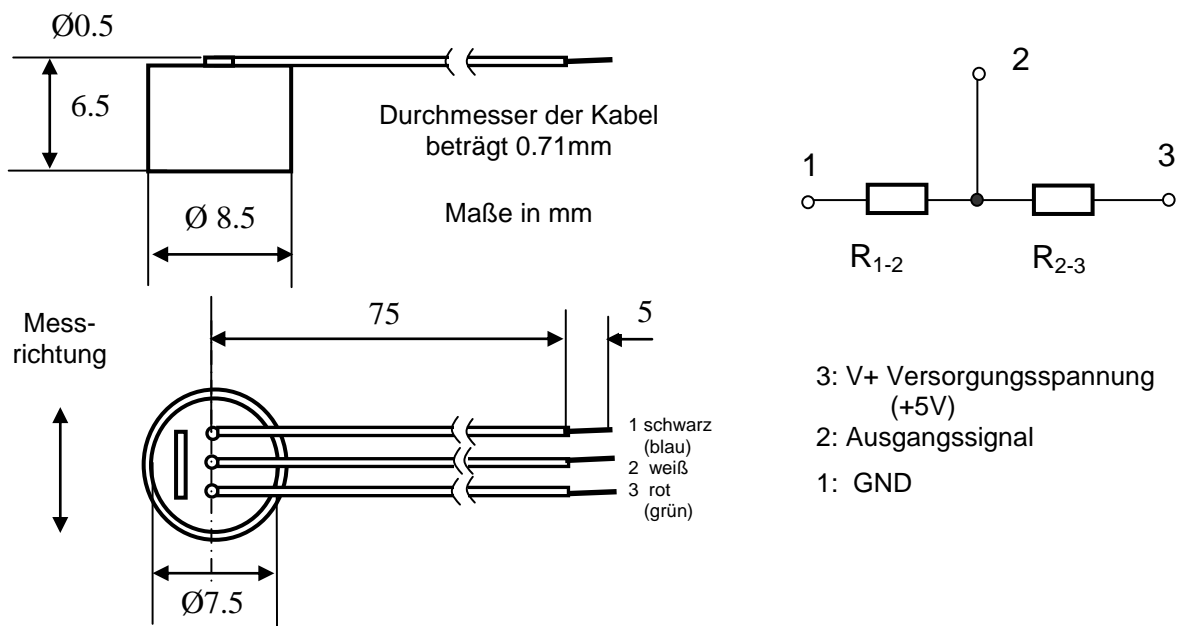 Ø0.5
6.5
Durchmesser der Kabel
beträgt 0.71mm
Maße in mm
Ø 8.5
2
1
3
R1-2
R2-3
Mess-
richtung
75
5
1 schwarz
(blau)
2 weiß
3 rot
(grün)
Ø7.5
3: V+ Versorgungsspannung
(+5V)
2: Ausgangssignal
1: GND